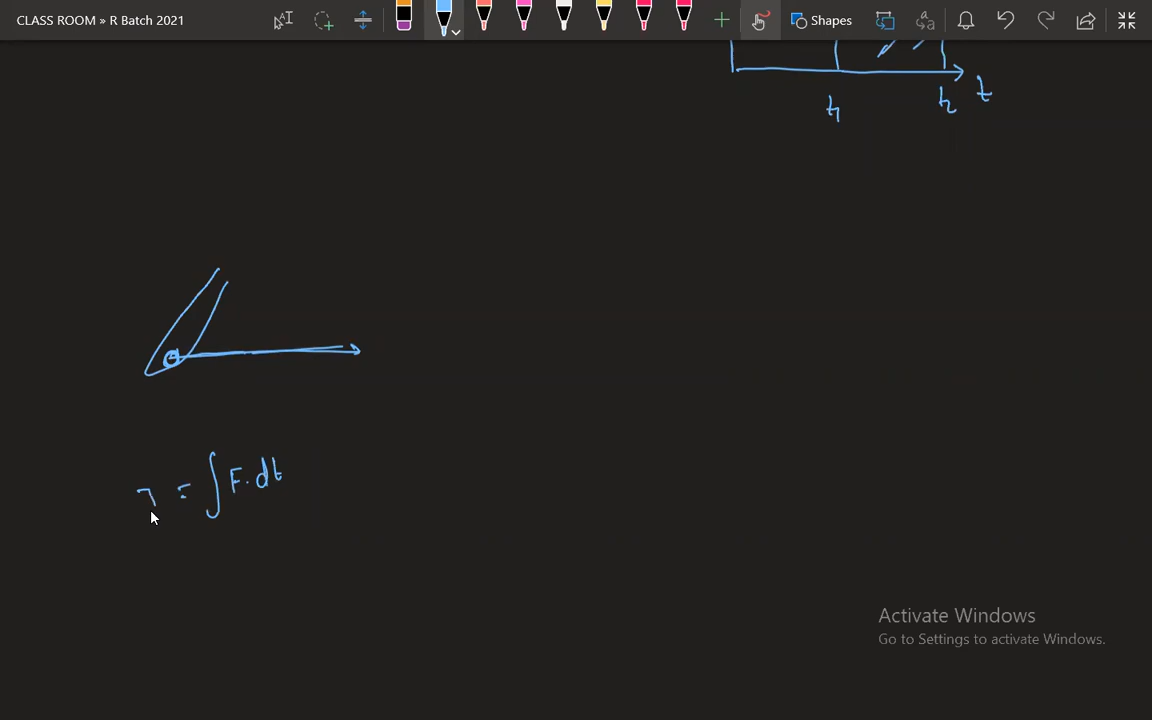 CLASS ROOM » R Batch 2021
Shapes
t₁ t₂ t
= ∫ F. dt
Activate Windows
Go to Settings to activate Windows.